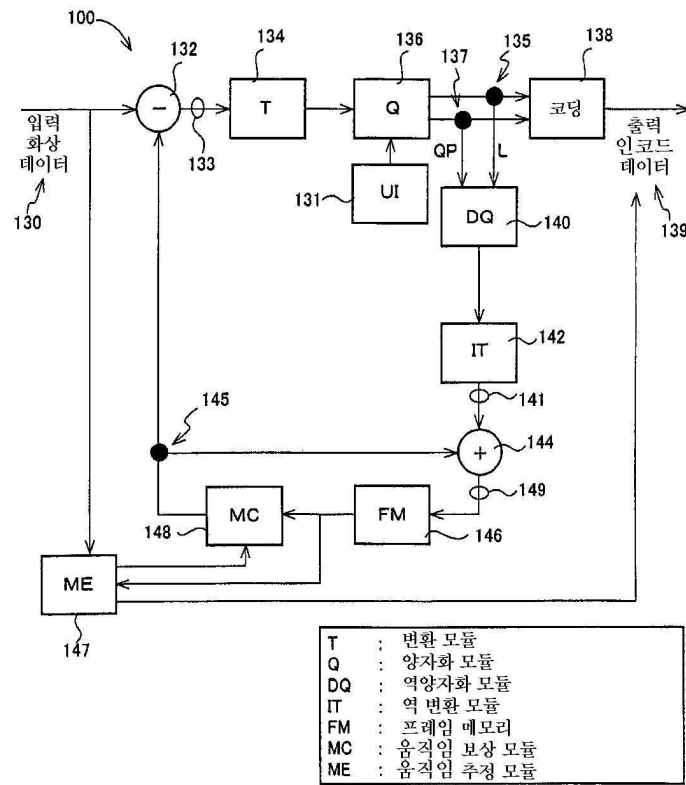 100
132
134
136
137
135
138
−
T
Q
코딩
입력
화상
데이터
133
QP
L
출력
인코드
데이터
130
131
UI
DQ
140
139
IT
142
141
145
+
144
149
148
MC
FM
146
ME
147
T : 변환 모듈
Q : 양자화 모듈
DQ : 역양자화 모듈
IT : 역 변환 모듈
FM : 프레임 메모리
MC : 움직임 보상 모듈
ME : 움직임 추정 모듈